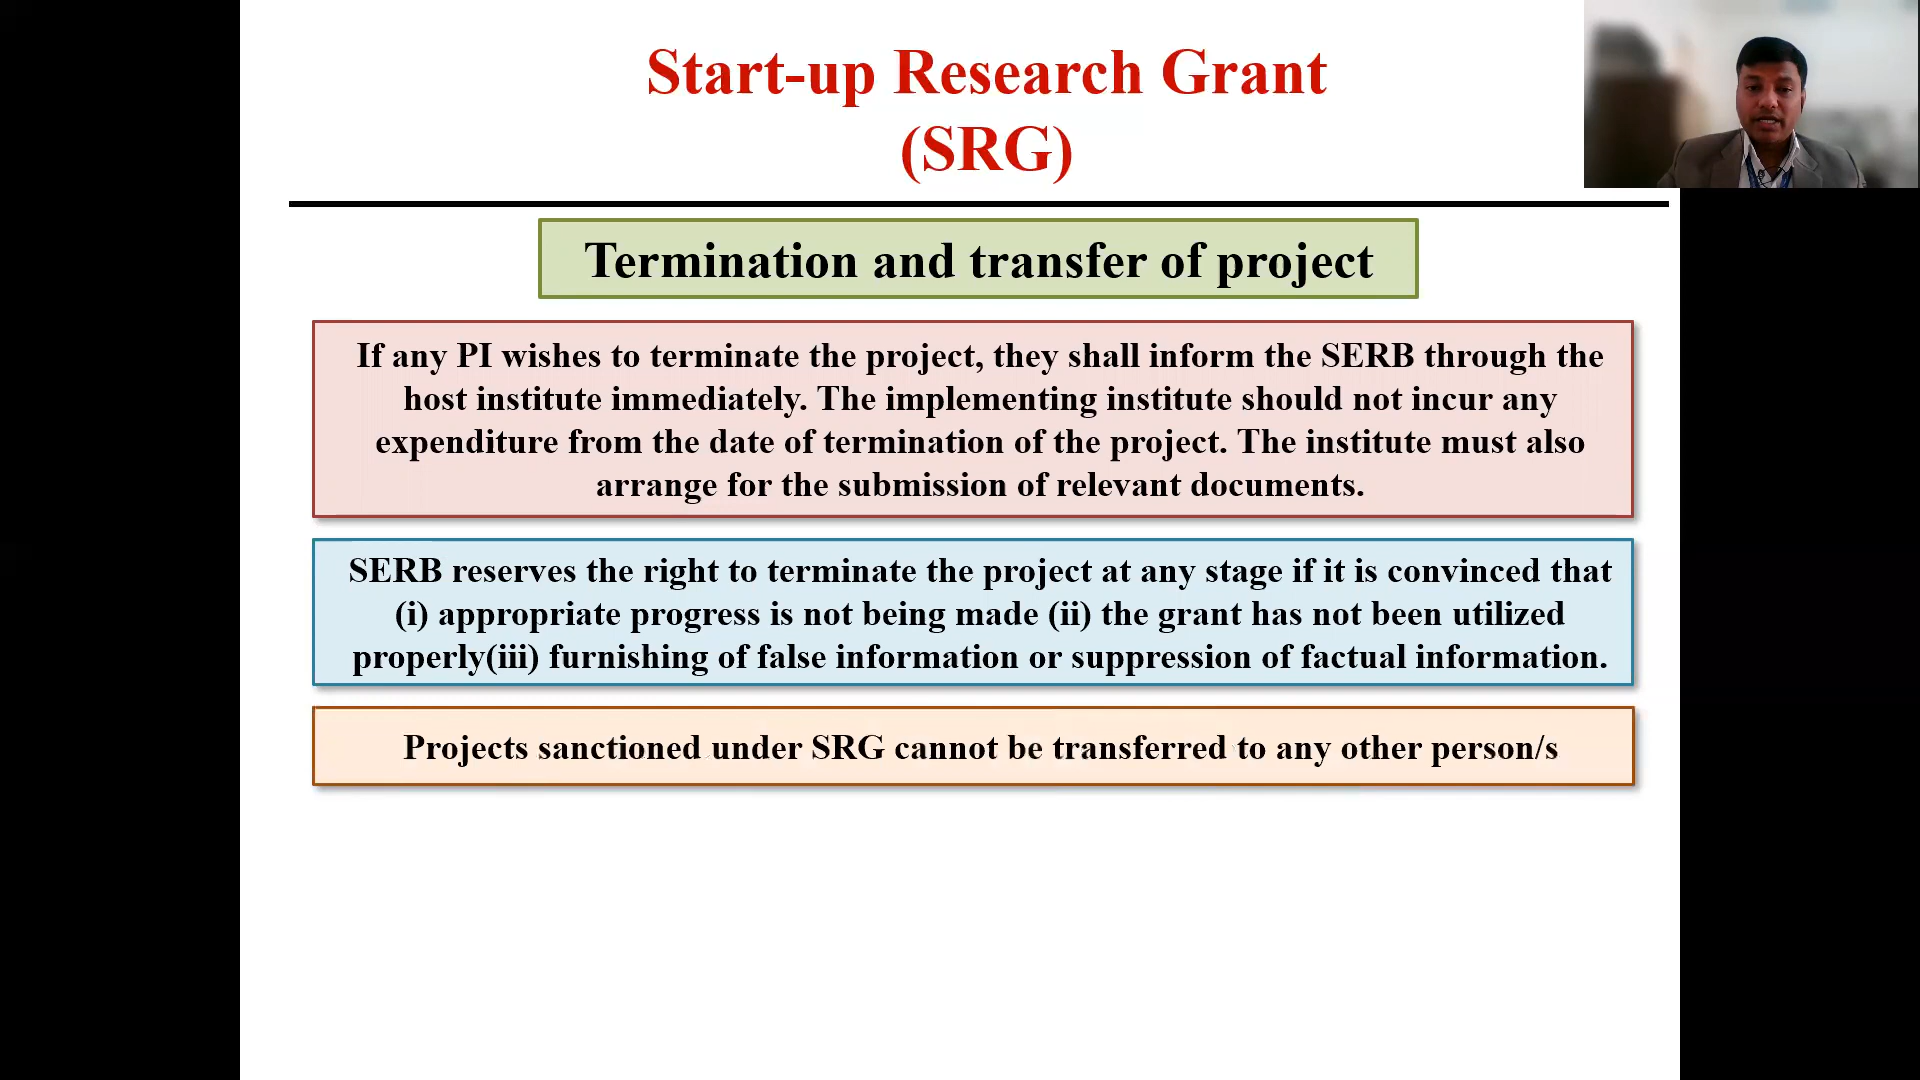 Start-up Research Grant
(SRG)
Termination and transfer of project
If any PI wishes to terminate the project, they shall inform the SERB through the
host institute immediately. The implementing institute should not incur any
expenditure from the date of termination of the project. The institute must also
arrange for the submission of relevant documents.
SERB reserves the right to terminate the project at any stage if it is convinced that
(i) appropriate progress is not being made (ii) the grant has not been utilized
properly(iii) furnishing of false information or suppression of factual information.
Projects sanctioned under SRG cannot be transferred to any other person/s